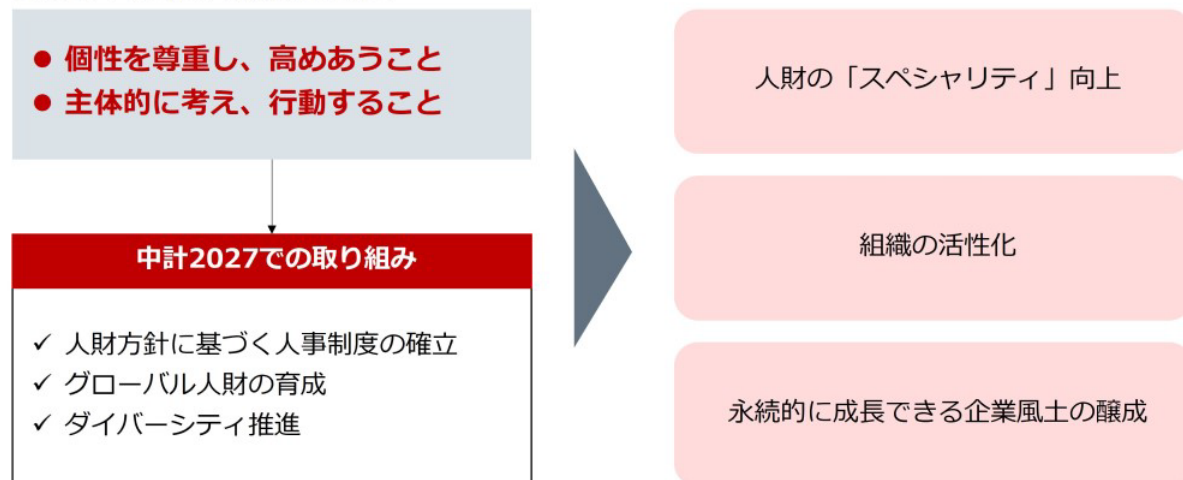 ● 個性を尊重し、高めあうこと
● 主体的に考え、行動すること
中計2027での取り組み
✓ 人財方針に基づく人事制度の確立
✓ グローバル人財の育成
✓ ダイバーシティ推進
人財の「スペシャリティ」向上
組織の活性化
永続的に成長できる企業風土の醸成